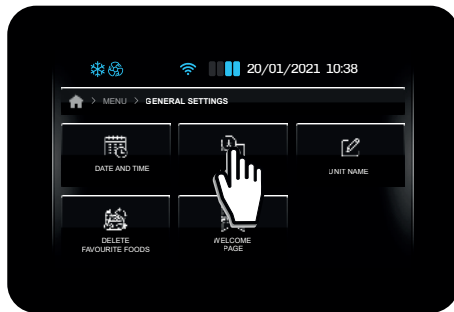 20/01/2021 10:38
> MENU > GENERAL SETTINGS
DATE AND TIME
UNIT NAME
DELETE
FAVOURITE FOODS
WELCOME
PAGE